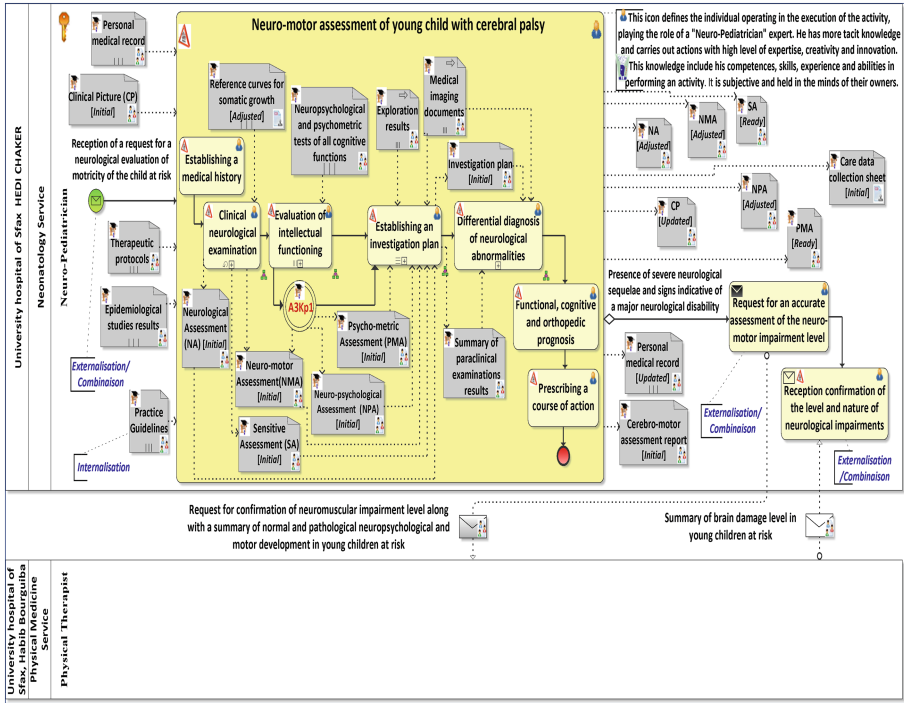 University hospital of Sfax HEDI CHAKER
Neonatology Service
Neuro-Pediatrician
Personal
medical record
Clinical Picture (CP)
[Initial]
Reception of a request for a
neurological evaluation of
motricity of the child at risk
Therapeutic
protocols
Epidemiological
studies results
Externalisation/
Combinaison
Practice
Guidelines
Internalisation
Neuro-motor assessment of young child with cerebral palsy
Reference curves for
somatic growth
[Adjusted]
Neuropsychological
and psychometric
tests of all cognitive
functions
Exploration
results
Medical
imaging
documents
Investigation plan
[Initial]
Establishing a
medical history
Clinical
neurological
examination
Evaluation of
intellectual
functioning
Establishing an
investigation plan
Differential diagnosis
of neurological
abnormalities
A3Kp1
Neurological
Assessment
(NA) [Initial]
Neuro-motor
Assessment(NMA)
[Initial]
Sensitive
Assessment (SA)
[Initial]
Psycho-metric
Assessment (PMA)
[Initial]
Neuro-psychological
Assessment (NPA)
[Initial]
Summary of
paraclinical
examinations
results
Functional, cognitive
and orthopedic
prognosis
Prescribing a
course of action
This icon defines the individual operating in the execution of the activity,
playing the role of a "Neuro-Pediatrician" expert. He has more tacit knowledge
and carries out actions with high level of expertise, creativity and innovation.
This knowledge include his competences, skills, experience and abilities in
performing an activity. It is subjective and held in the minds of their owners.
NA
[Adjusted]
NMA
[Adjusted]
SA
[Ready]
Care data
collection sheet
[Initial]
CP
[Updated]
NPA
[Adjusted]
PMA
[Ready]
Presence of severe neurological
sequelae and signs indicative of
a major neurological disability
Request for an accurate
assessment of the neuro-
motor impairment level
Personal
medical record
[Updated]
Cerebro-motor
assessment report
[Initial]
Externalisation/
Combinaison
Reception confirmation of
the level and nature of
neurological impairments
Externalisation
/Combinaison
Request for confirmation of neuromuscular impairment level along
with a summary of normal and pathological neuropsychological and
motor development in young children at risk
Summary of brain damage level in
young children at risk
University hospital of
Sfax, Habib Bourguiba
Physical Medicine
Service
Physical Therapist